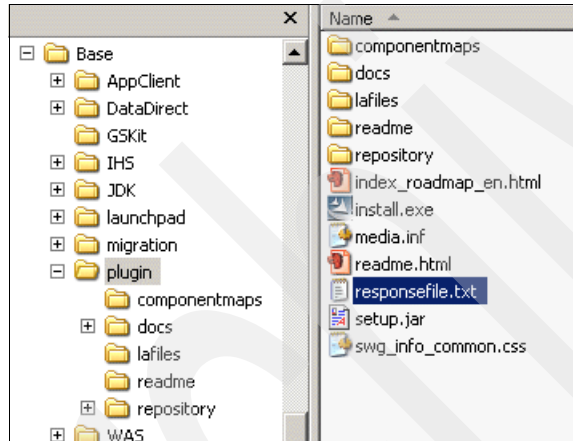 Base
AppClient
DataDirect
GSKit
IHS
JDK
launchpad
migration
plugin
componentmaps
docs
lafiles
readme
repository
WAS
Name
componentmaps
docs
lafiles
readme
repository
index_roadmap_en.html
install.exe
media.inf
readme.html
responsefile.txt
setup.jar
swg_info_common.css